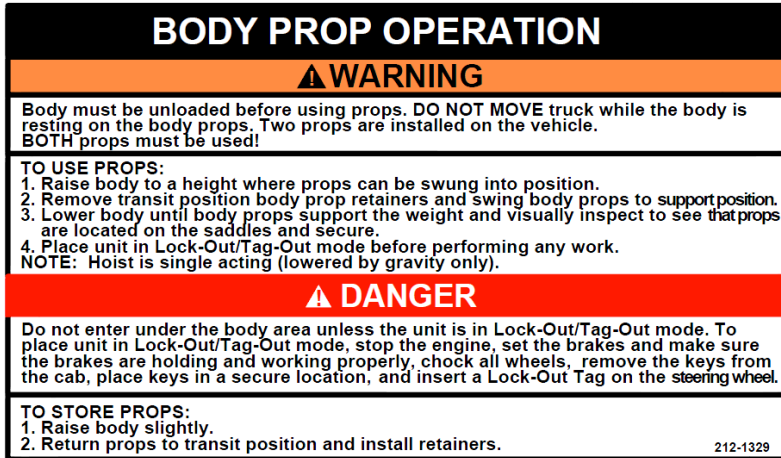 BODY PROP OPERATION
WARNING
Body must be unloaded before using props. DO NOT MOVE truck while the body is
resting on the body props. Two props are installed on the vehicle.
BOTH props must be used!
TO USE PROPS:
1. Raise body to a height where props can be swung into position.
2. Remove transit position body prop retainers and swing body props to support position.
3. Lower body until body props support the weight and visually inspect to see that props
are located on the saddles and secure.
4. Place unit in Lock-Out/Tag-Out mode before performing any work.
NOTE: Hoist is single acting (lowered by gravity only).
DANGER
Do not enter under the body area unless the unit is in Lock-Out/Tag-Out mode. To
place unit in Lock-Out/Tag-Out mode, stop the engine, set the brakes and make sure
the brakes are holding and working properly, chock all wheels, remove the keys from
the cab, place keys in a secure location, and insert a Lock-Out Tag on the steering wheel.
TO STORE PROPS:
1. Raise body slightly.
2. Return props to transit position and install retainers.
212-1329